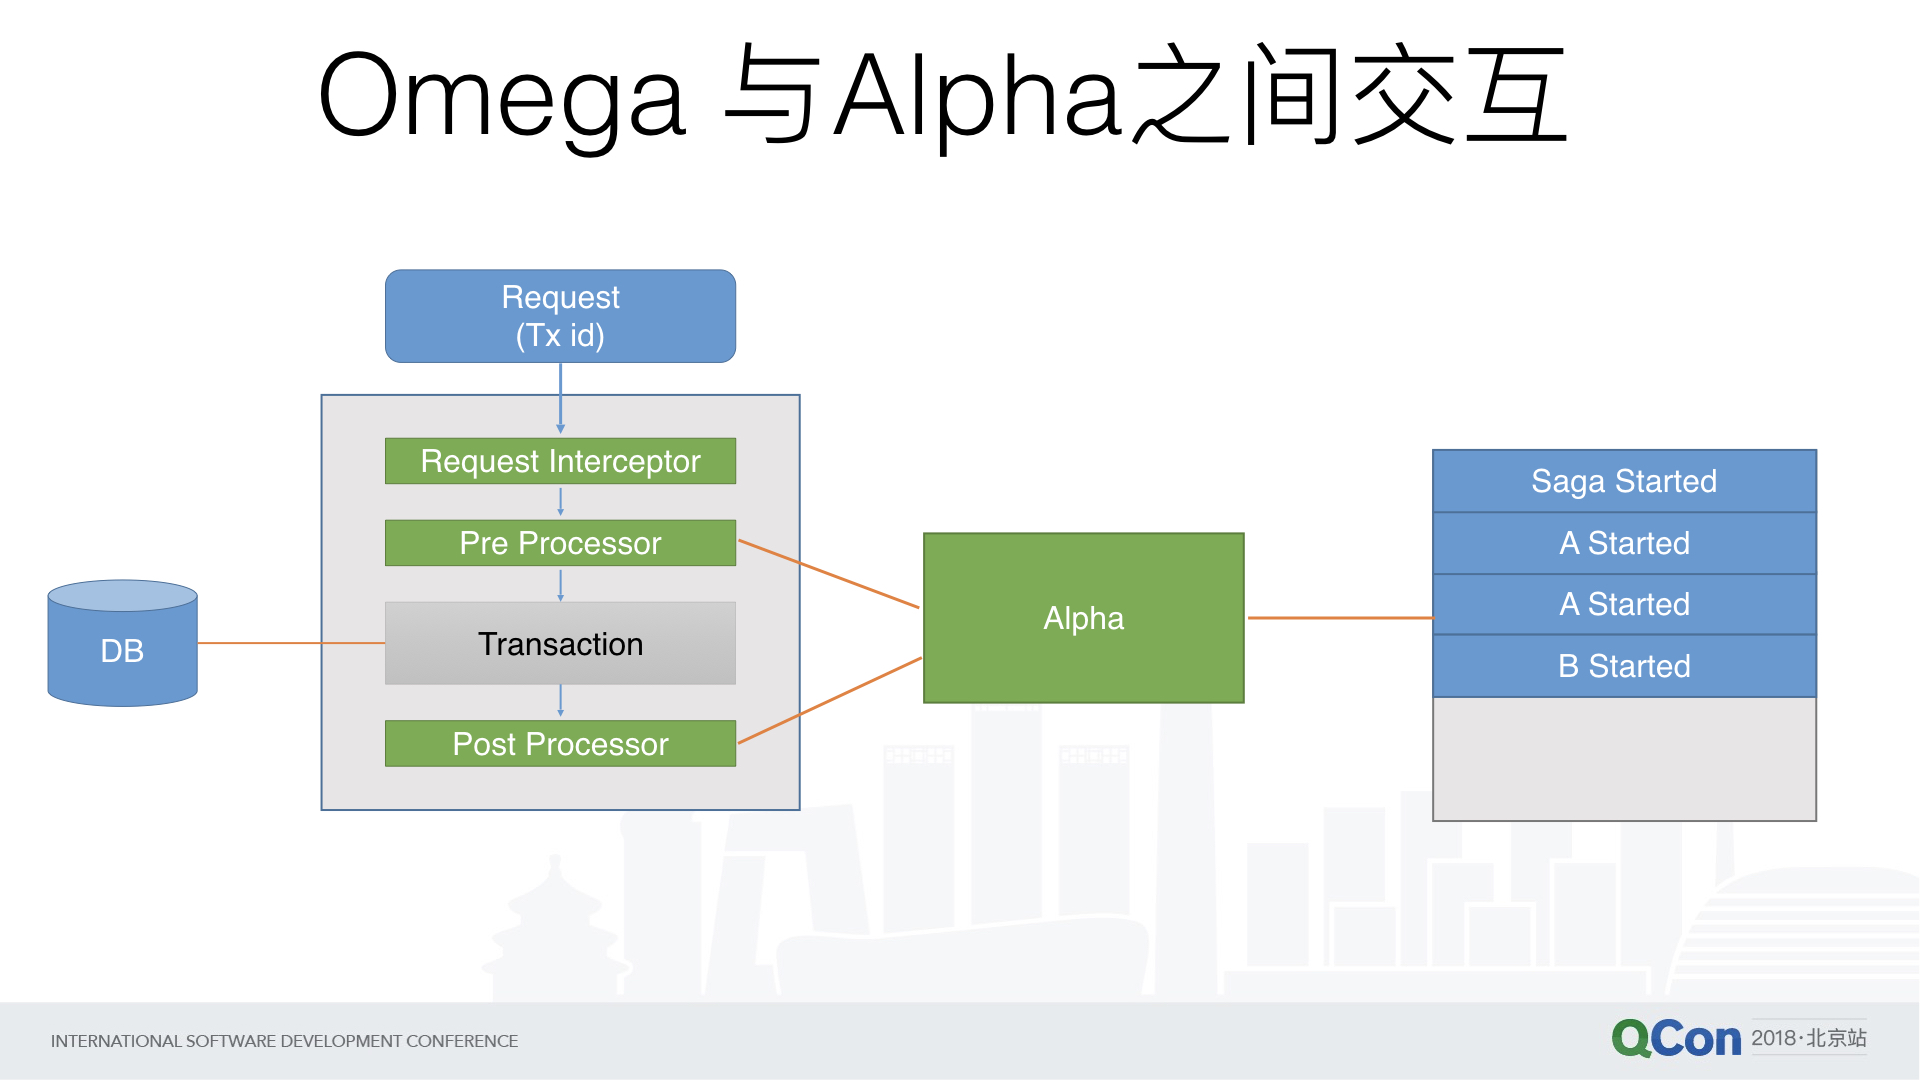 Omega 与Alpha之间交互
Request
(Tx id)
Request Interceptor
Pre Processor
Transaction
Post Processor
DB
Alpha
Saga Started
A Started
A Started
B Started
INTERNATIONAL SOFTWARE DEVELOPMENT CONFERENCE
QCon 2018·北京站